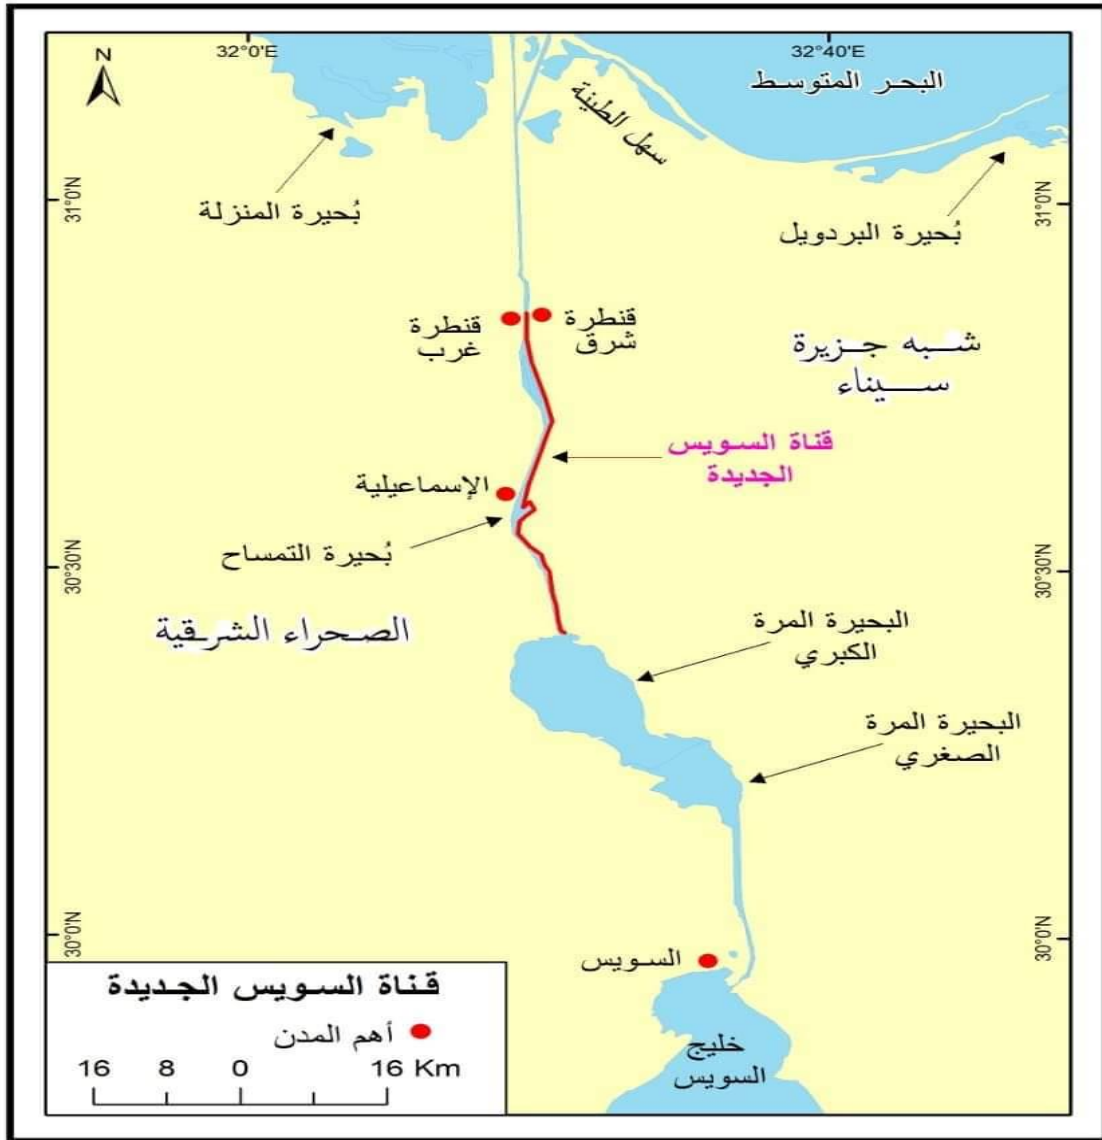 N
32°0'E
32°40'E
البحر المتوسط
سهل الطينة
31°0'N
31°0'N
بُحيرة المنزلة
بُحيرة البردويل
قنطرة
غرب
قنطرة
شرق
شبه جزيرة
سيناء
قناة السويس
الجديدة
الإسماعيلية
بُحيرة التمساح
30°30'N
30°30'N
الصحراء الشرقية
البحيرة المرة
الكبري
البحيرة المرة
الصغري
30°0'N
30°0'N
السويس
خليج
السويس
قناة السويس الجديدة
أهم المدن
16 8 0 16 Km